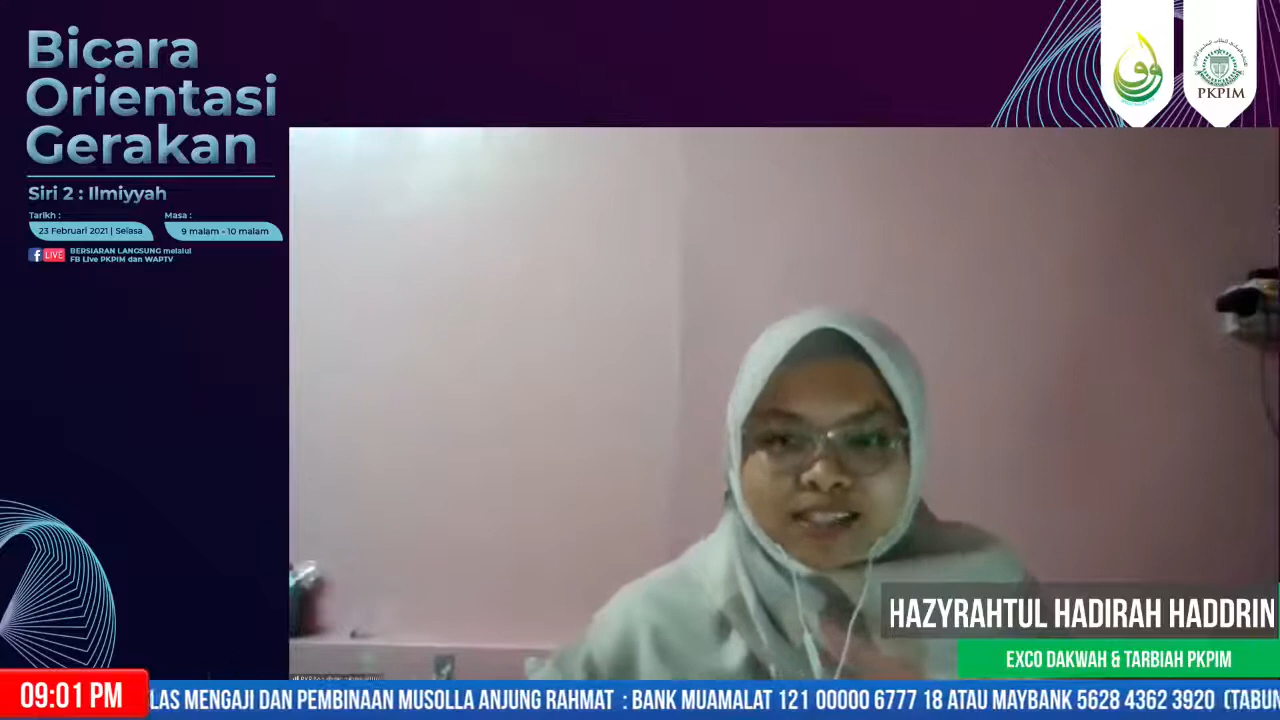 Bicara
Orientasi
Gerakan
Siri 2 : Ilmiyyah
Tarikh :
23 Februari 2021 | Selasa
Masa :
9 malam - 10 malam
f LIVE
BERSIARAN LANGSUNG melalui
FB Live PKPIM dan WAPTV
PKPIM
HAZYRAHTUL HADIRAH HADDRIN
EXCO DAKWAH & TARBIAH PKPIM
09:01 PM
LAS MENGAJI DAN PEMBINAAN MUSOLLA ANJUNG RAHMAT : BANK MUAMALAT 121 00000 6777 18 ATAU MAYBANK 5628 4362 3920 (TABUN